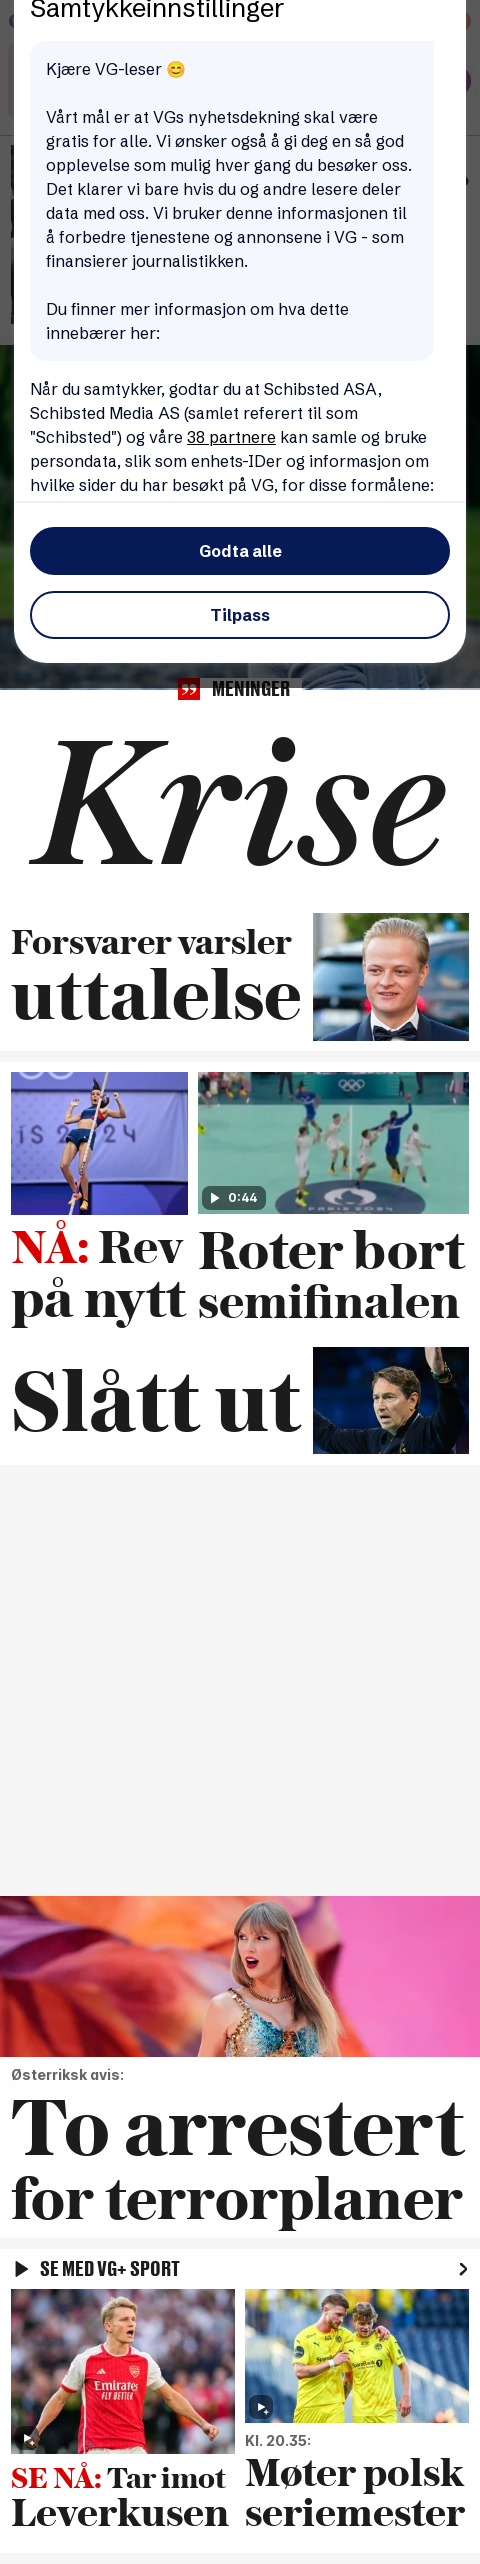 Samtykkeinnstillinger
Kjære VG-leser 😊
Vårt mål er at VGs nyhetsdekning skal være
gratis for alle. Vi ønsker også å gi deg en så god
opplevelse som mulig hver gang du besøker oss.
Det klarer vi bare hvis du og andre lesere deler
data med oss. Vi bruker denne informasjonen til
å forbedre tjenestene og annonsene i VG - som
finansierer journalistikken.
Du finner mer informasjon om hva dette
innebærer her:
Når du samtykker, godtar du at Schibsted ASA,
Schibsted Media AS (samlet referert til som
"Schibsted") og våre 38 partnere kan samle og bruke
persondata, slik som enhets-IDer og informasjon om
hvilke sider du har besøkt på VG, for disse formålene:
Godta alle
Tilpass
MENINGER
Krise
Forsvarer varsler
uttalelse
IS 2024
0:44
PARIS 2024
NÅ: Rev
på nytt
Roter bort
semifinalen
Slått ut
Østerriksk avis:
To arrestert
for terrorplaner
SE MED VG+ SPORT
Emirates
FLY BETTER
SE NÅ: Tar imot
Leverkusen
Kl. 20.35:
Møter polsk
seriemester